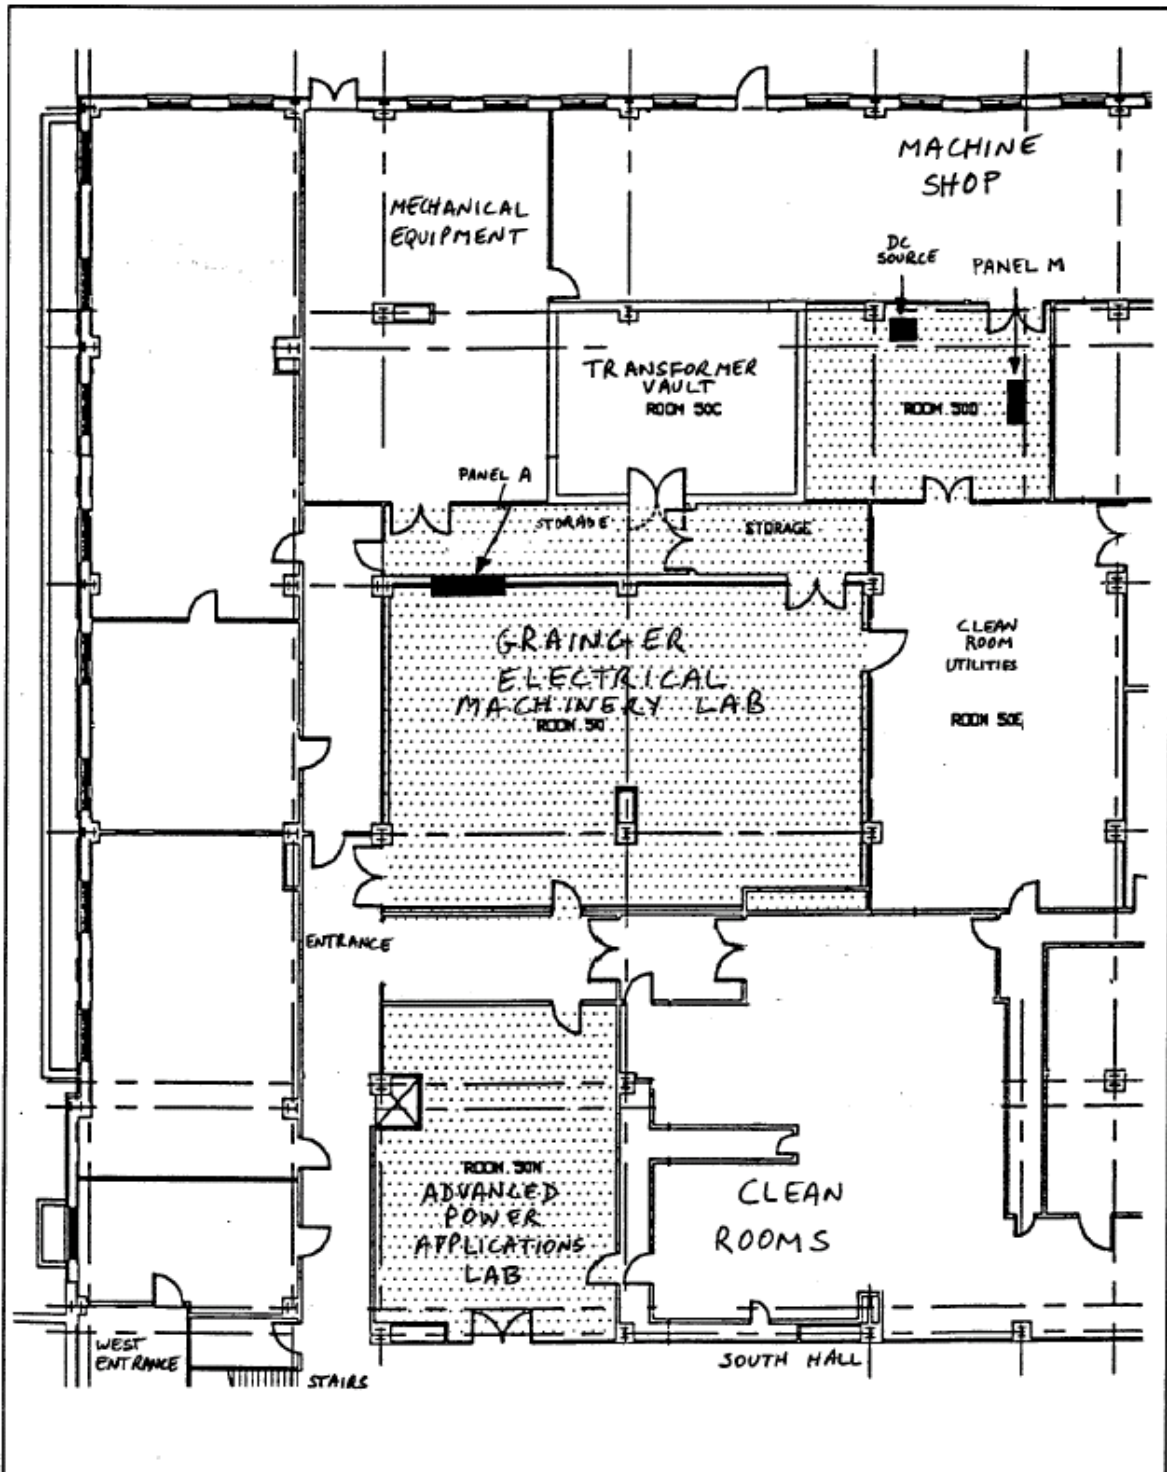 MACHINE
SHOP
MECHANICAL
EQUIPMENT
DC
SOURCE
PANEL M
TRANSFORMER
VAULT
ROOM 50C
ROOM 50D
PANEL A
STORAGE
STORAGE
GRAINGER
ELECTRICAL
MACHINERY LAB
ROOM 50
CLEAN
ROOM
UTILITIES
ROOM 50E
ENTRANCE
ROOM 50N
ADVANCED
POWER
APPLICATIONS
LAB
CLEAN
ROOMS
WEST
ENTRANCE
STAIRS
SOUTH HALL